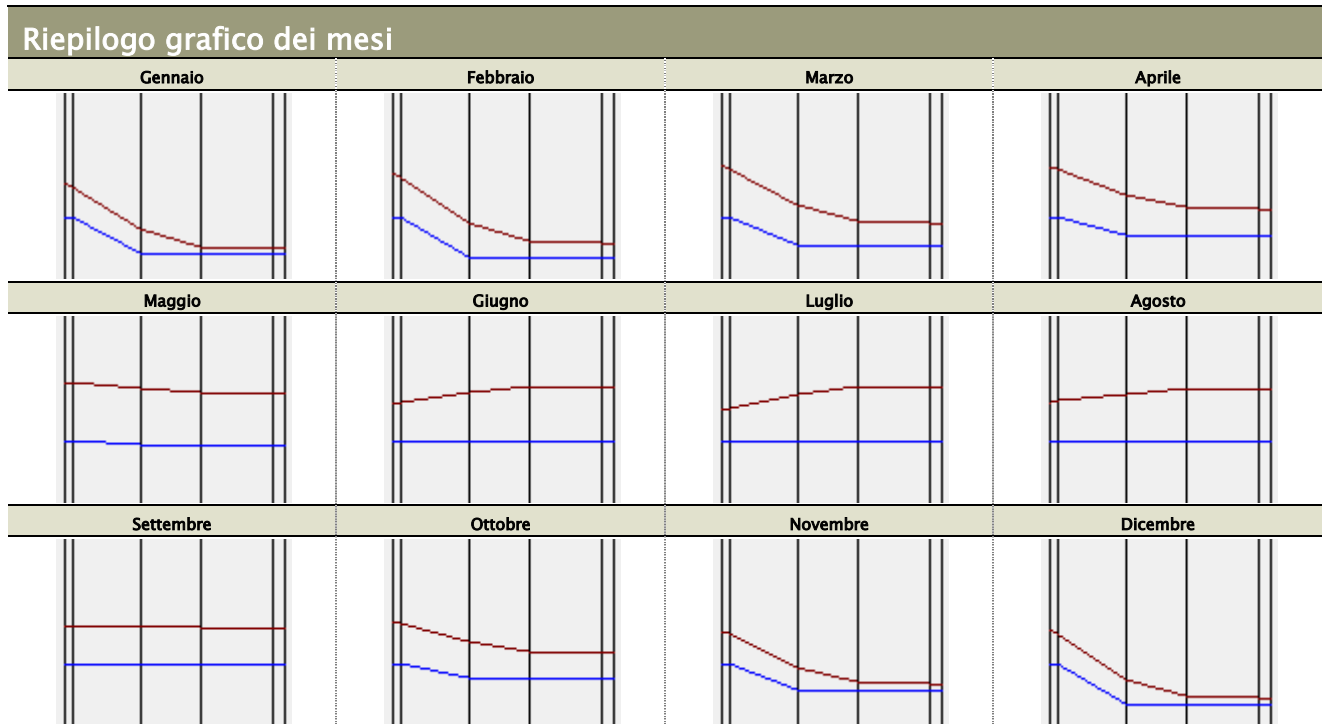 Riepilogo grafico dei mesi
Gennaio Febbraio Marzo Aprile
Maggio Giugno Luglio Agosto
Settembre Ottobre Novembre Dicembre